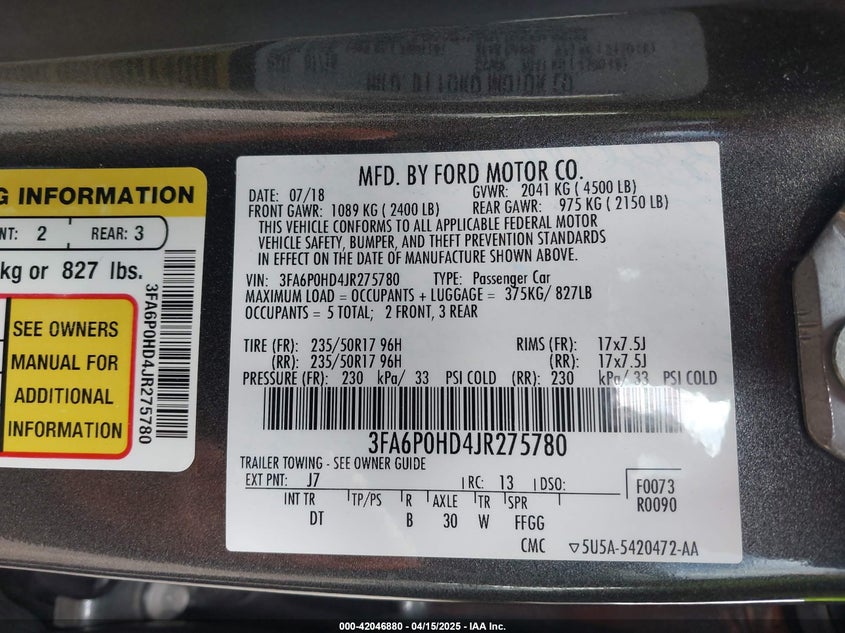 G INFORMATION
NT: 2 REAR: 3
kg or 827 lbs.
SEE OWNERS
MANUAL FOR
ADDITIONAL
INFORMATION
3FA6P0HD4JR275780
MFD. BY FORD MOTOR CO.
DATE: 07/18 GVWR: 2041 KG ( 4500 LB)
FRONT GAWR: 1089 KG ( 2400 LB) REAR GAWR: 975 KG ( 2150 LB)
THIS VEHICLE CONFORMS TO ALL APPLICABLE FEDERAL MOTOR
VEHICLE SAFETY, BUMPER, AND THEFT PREVENTION STANDARDS
IN EFFECT ON THE DATE OF MANUFACTURE SHOWN ABOVE.
VIN: 3FA6P0HD4JR275780 TYPE: Passenger Car
MAXIMUM LOAD = OCCUPANTS + LUGGAGE = 375KG/ 827LB
OCCUPANTS = 5 TOTAL; 2 FRONT, 3 REAR
TIRE (FR): 235/50R17 96H RIMS (FR): 17x7.5J
(RR): 235/50R17 96H (RR): 17x7.5J
PRESSURE (FR): 230 kPa/ 33 PSI COLD (RR): 230 kPa/ 33 PSI COLD
3FA6P0HD4JR275780
TRAILER TOWING - SEE OWNER GUIDE
EXT PNT: J7 RC: 13 DSO:
F0073
R0090
INT TR TP/PS R AXLE TR SPR
DT B 30 W FFGG
CMC ▽5U5A-5420472-AA
000-42046880 - 04/15/2025 - IAA Inc.